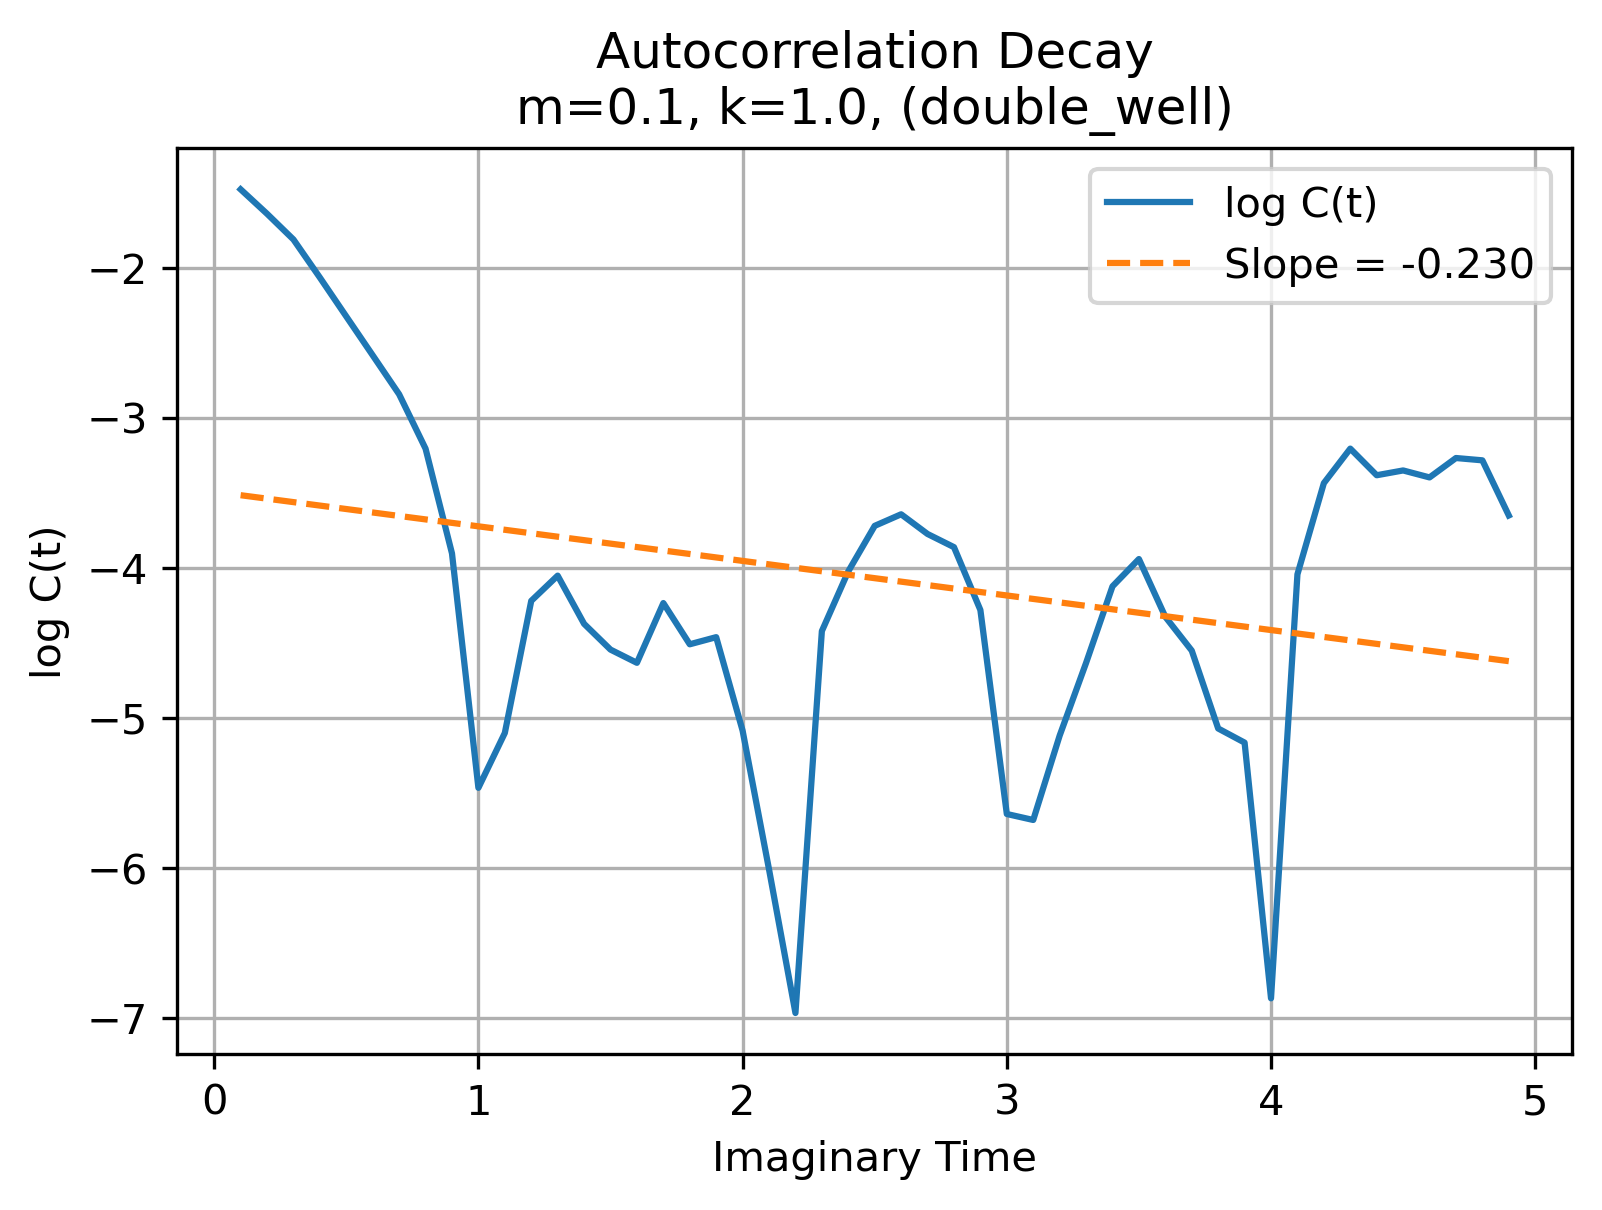 Autocorrelation Decay
m=0.1, k=1.0, (double_well)
log C(t)
Slope = -0.230
log C(t)
−2
−3
−4
−5
−6
−7
0 1 2 3 4 5
Imaginary Time